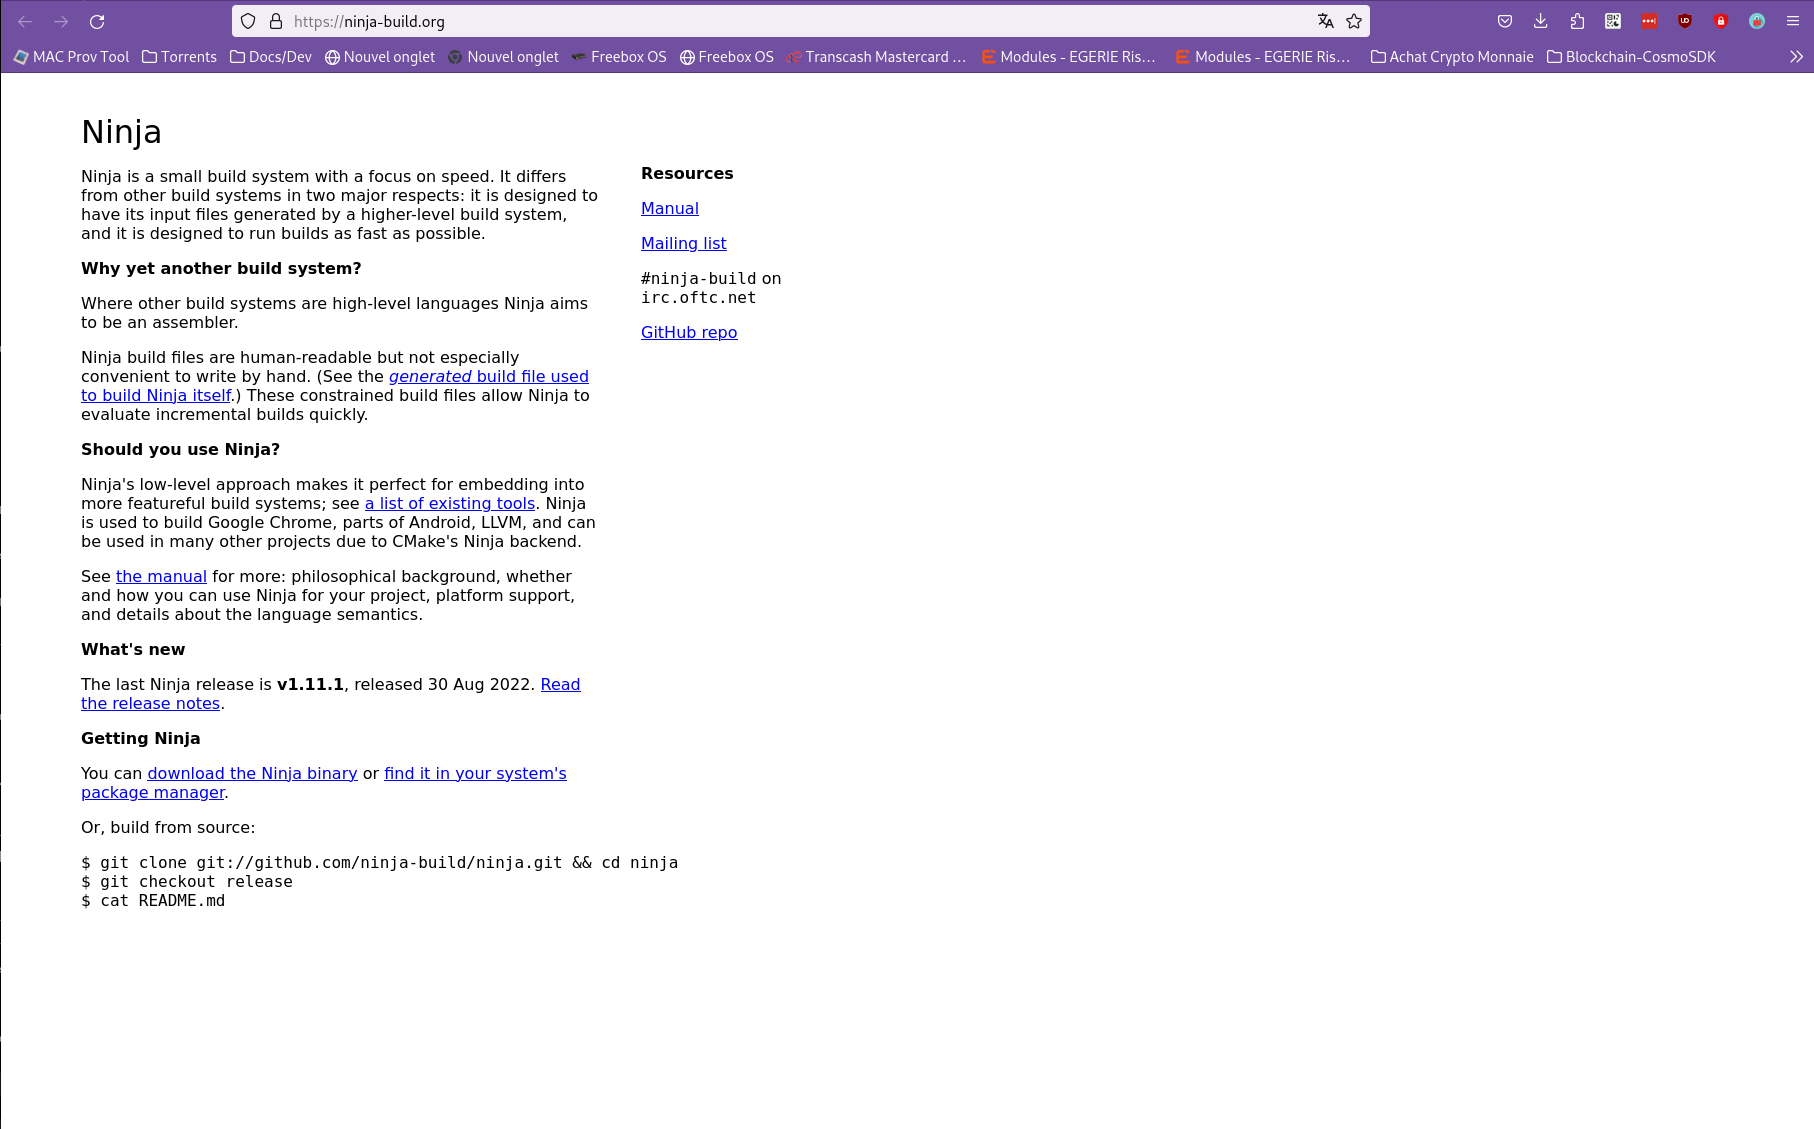 https://ninja-build.org
MAC Prov Tool Torrents Docs/Dev Nouvel onglet Nouvel onglet Freebox OS Freebox OS Transcash Mastercard … Modules - EGERIE Ris… Modules - EGERIE Ris… Achat Crypto Monnaie Blockchain-CosmoSDK
Ninja
Ninja is a small build system with a focus on speed. It differs
from other build systems in two major respects: it is designed to
have its input files generated by a higher-level build system,
and it is designed to run builds as fast as possible.
Why yet another build system?
Where other build systems are high-level languages Ninja aims
to be an assembler.
Ninja build files are human-readable but not especially
convenient to write by hand. (See the generated build file used
to build Ninja itself.) These constrained build files allow Ninja to
evaluate incremental builds quickly.
Should you use Ninja?
Ninja's low-level approach makes it perfect for embedding into
more featureful build systems; see a list of existing tools. Ninja
is used to build Google Chrome, parts of Android, LLVM, and can
be used in many other projects due to CMake's Ninja backend.
See the manual for more: philosophical background, whether
and how you can use Ninja for your project, platform support,
and details about the language semantics.
What's new
The last Ninja release is v1.11.1, released 30 Aug 2022. Read
the release notes.
Getting Ninja
You can download the Ninja binary or find it in your system's
package manager.
Or, build from source:
$ git clone git://github.com/ninja-build/ninja.git && cd ninja
$ git checkout release
$ cat README.md
Resources
Manual
Mailing list
#ninja-build on
irc.oftc.net
GitHub repo